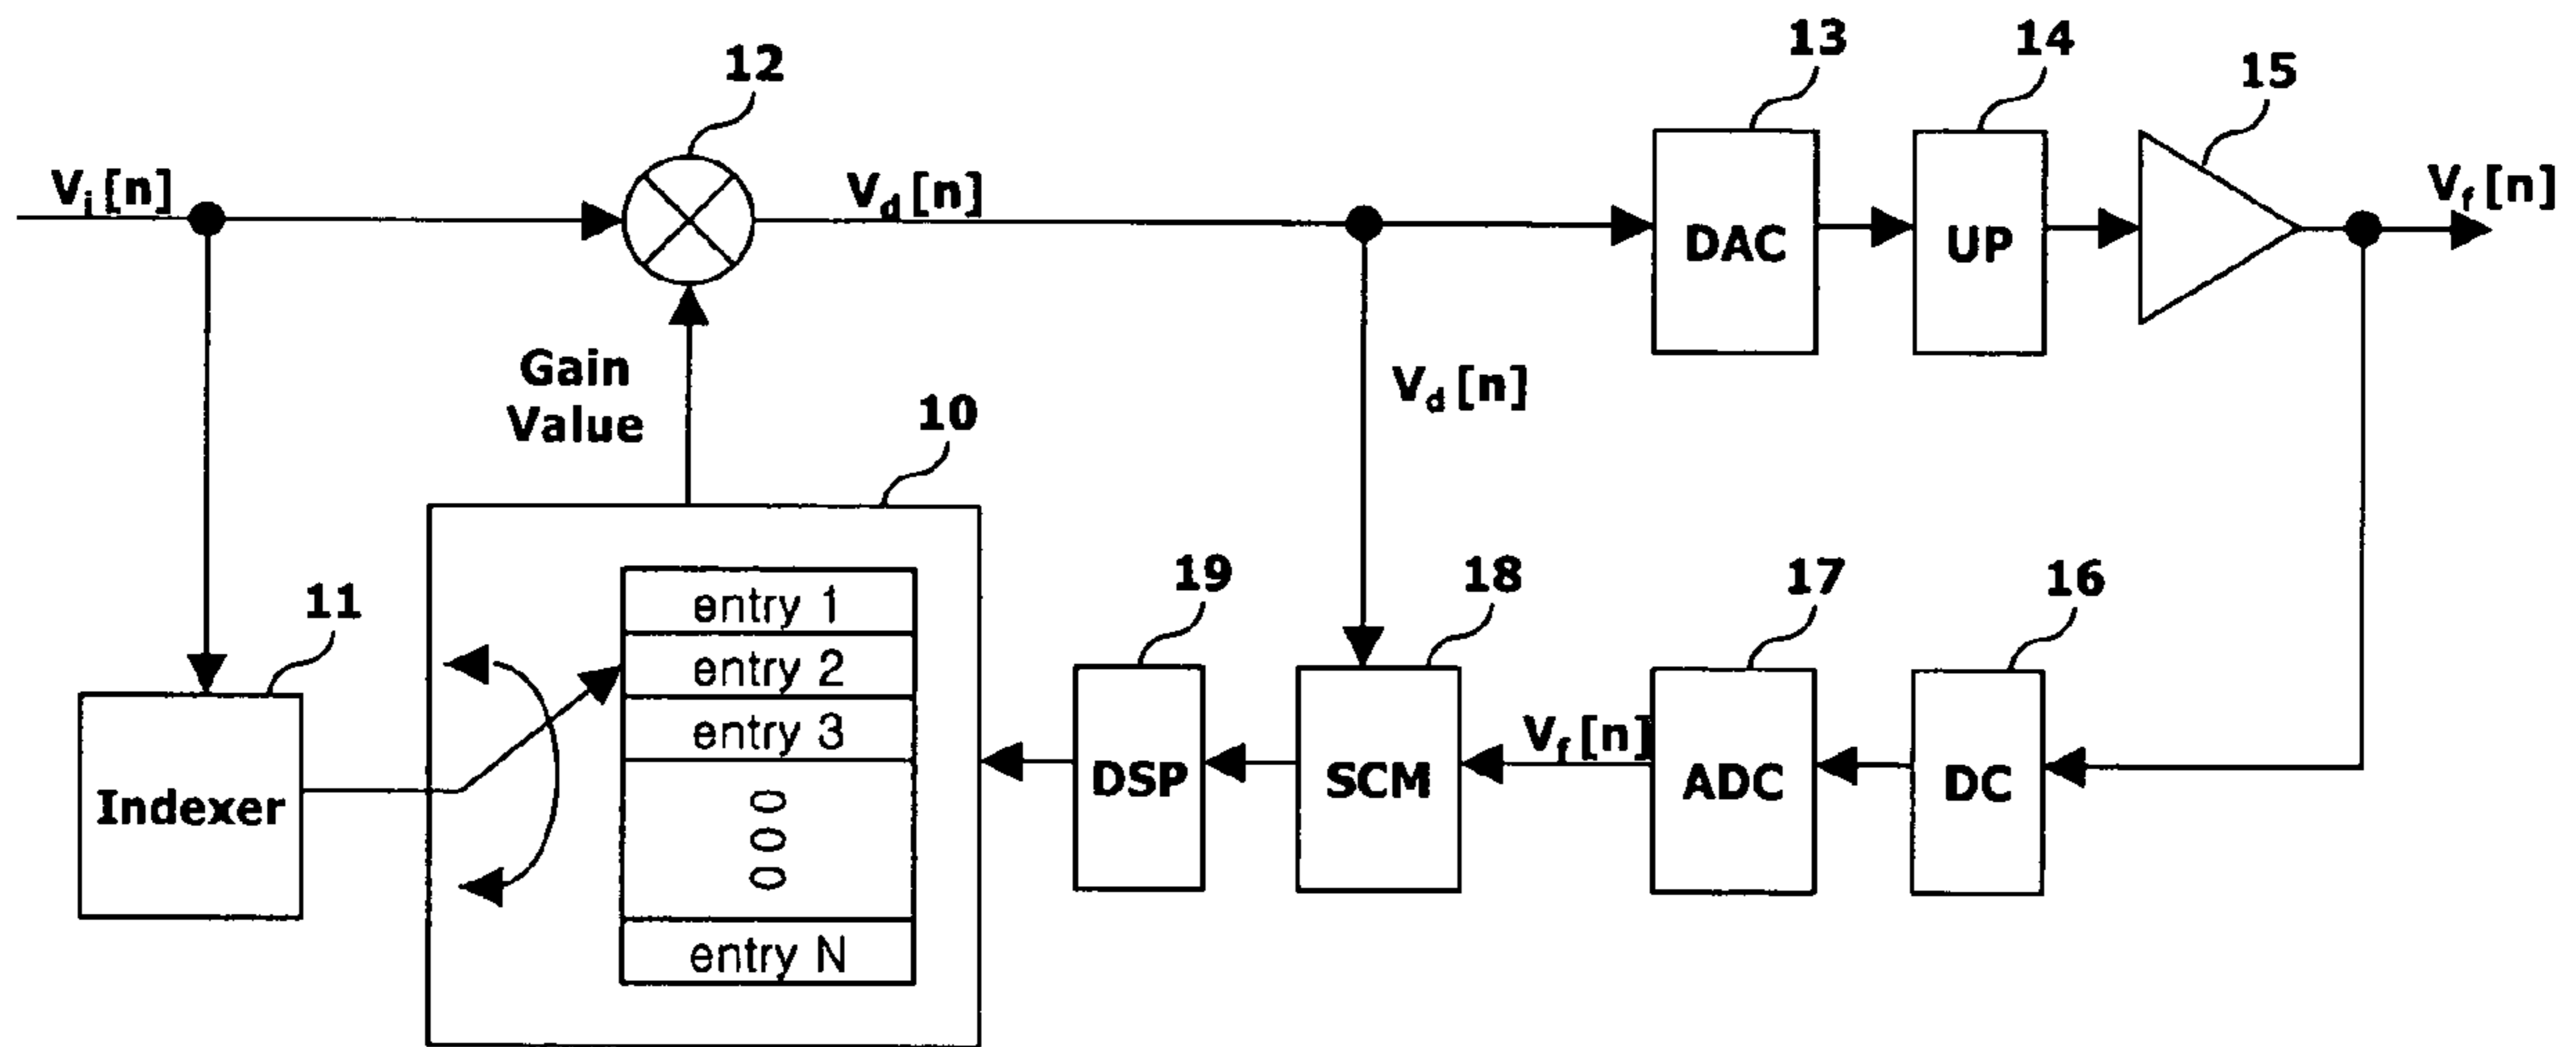 13
14
12
15
Vi[n]
Vd[n]
Vf[n]
DAC
UP
Gain
Value
Vd[n]
10
11
19
18
17
16
entry 1
entry 2
entry 3
Vf[n]
Indexer
DSP
SCM
ADC
DC
entry N